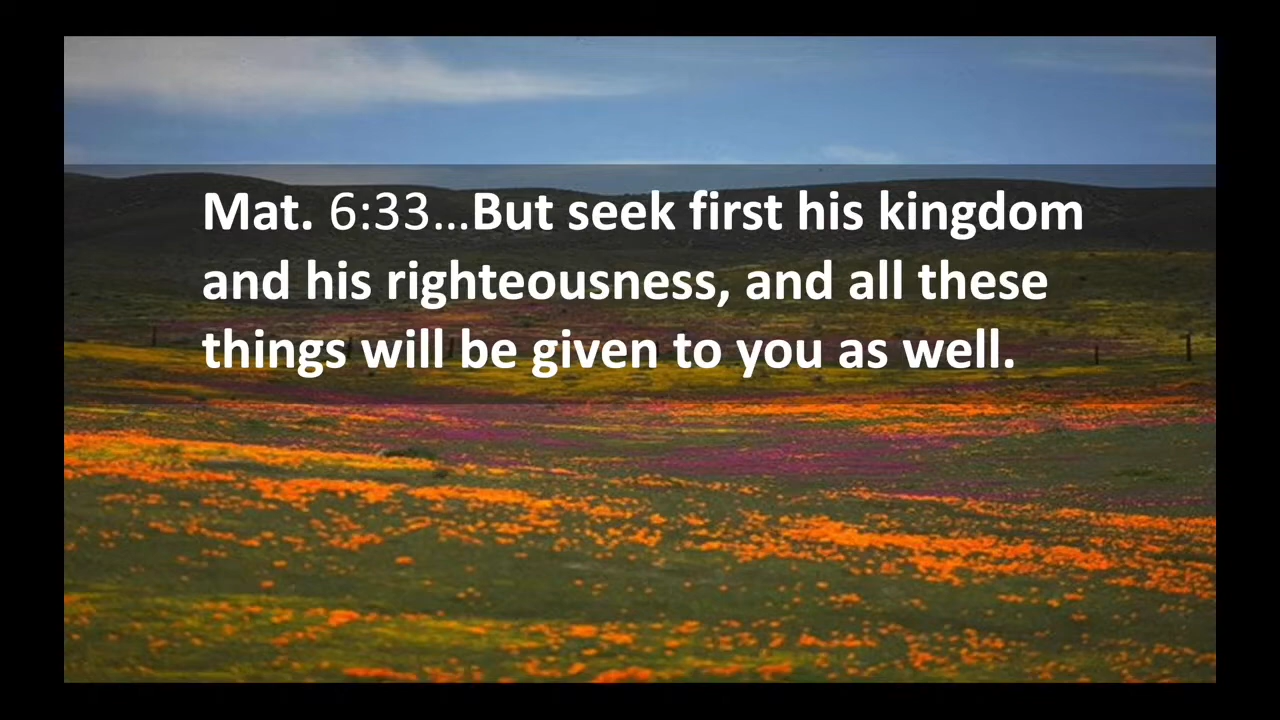 Mat. 6:33...But seek first his kingdom
and his righteousness, and all these
things will be given to you as well.